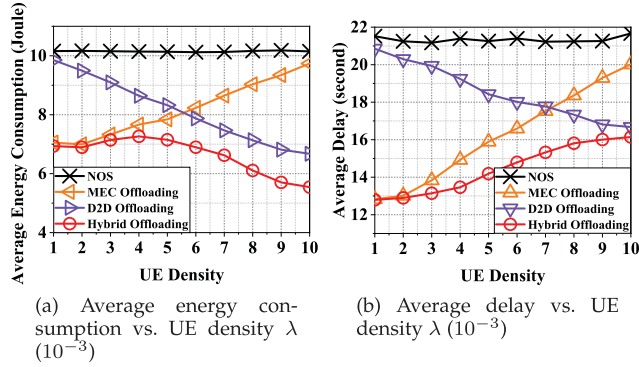 Average Energy Consumption (Joule)
10
8
6
4
NOS
MEC Offloading
D2D Offloading
Hybrid Offloading
1 2 3 4 5 6 7 8 9 10
UE Density
(a) Average energy con-
sumption vs. UE density λ
(10⁻³)
Average Delay (second)
22
20
18
16
14
12
NOS
MEC Offloading
D2D Offloading
Hybrid Offloading
1 2 3 4 5 6 7 8 9 10
UE Density
(b) Average delay vs. UE
density λ (10⁻³)